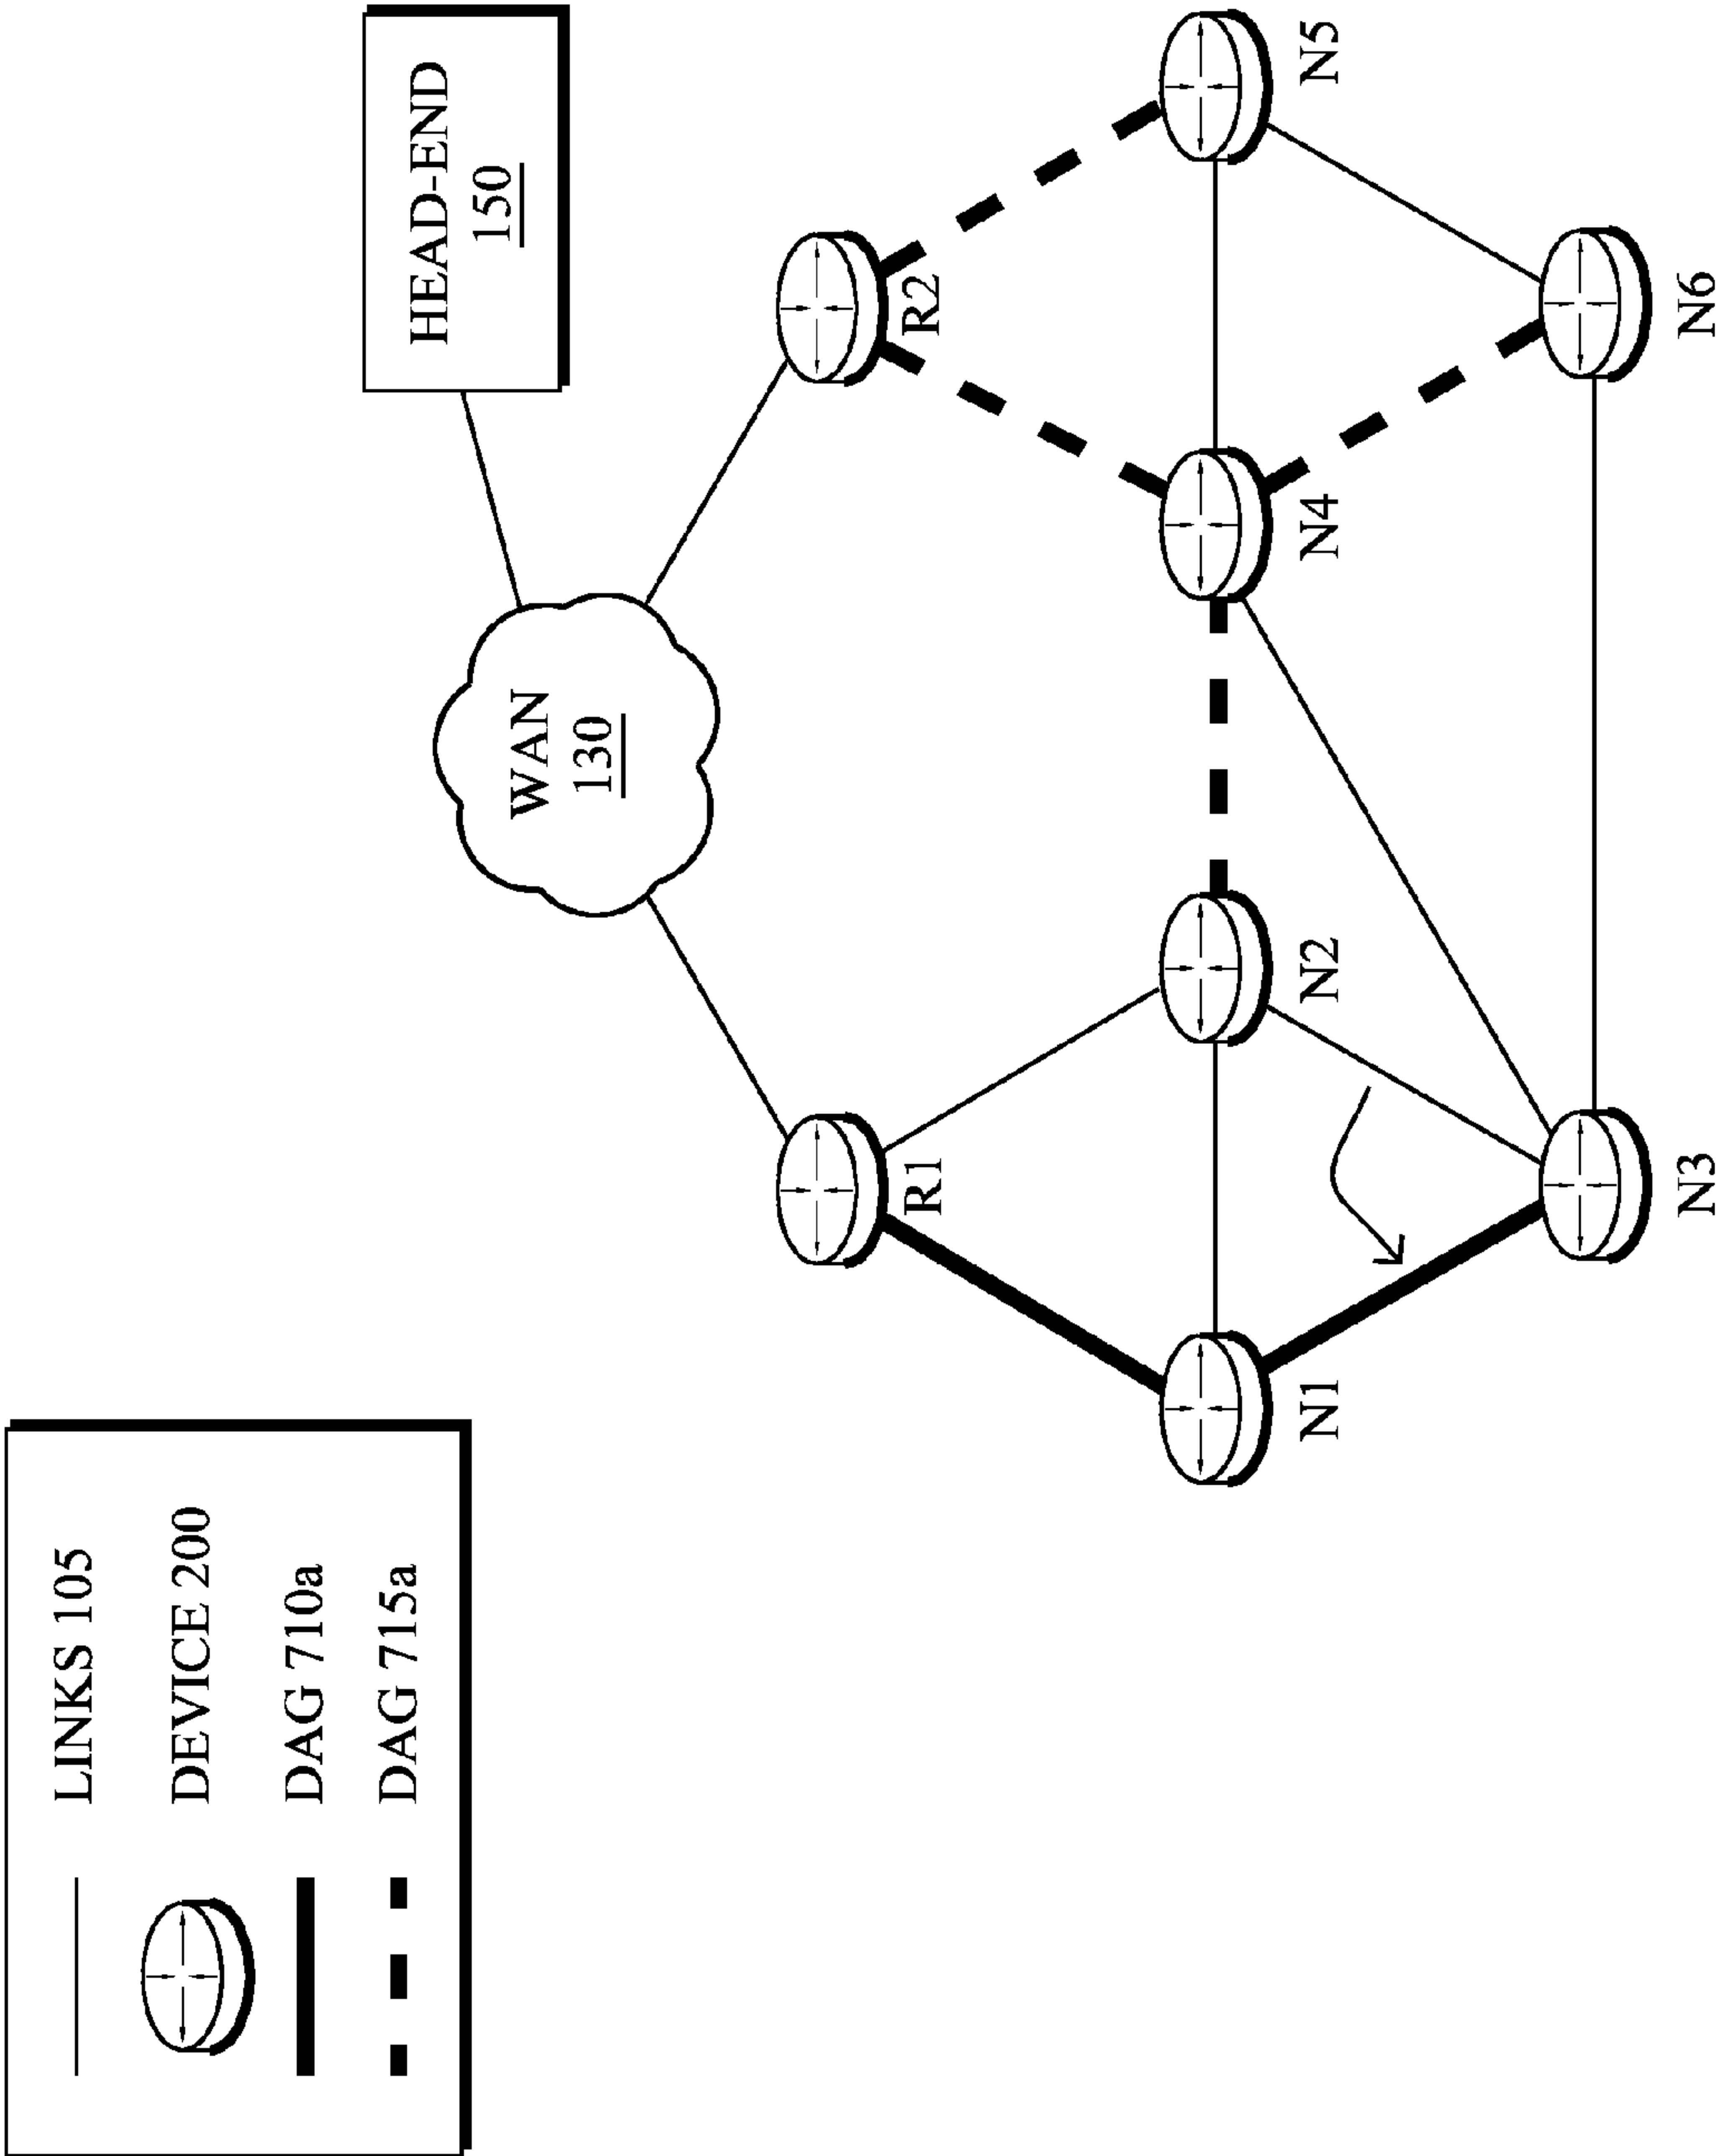 LINKS 105
DEVICE 200
DAG 710a
DAG 715a
HEAD-END
150
WAN
130
R1
R2
N1
N2
N4
N5
N3
N6